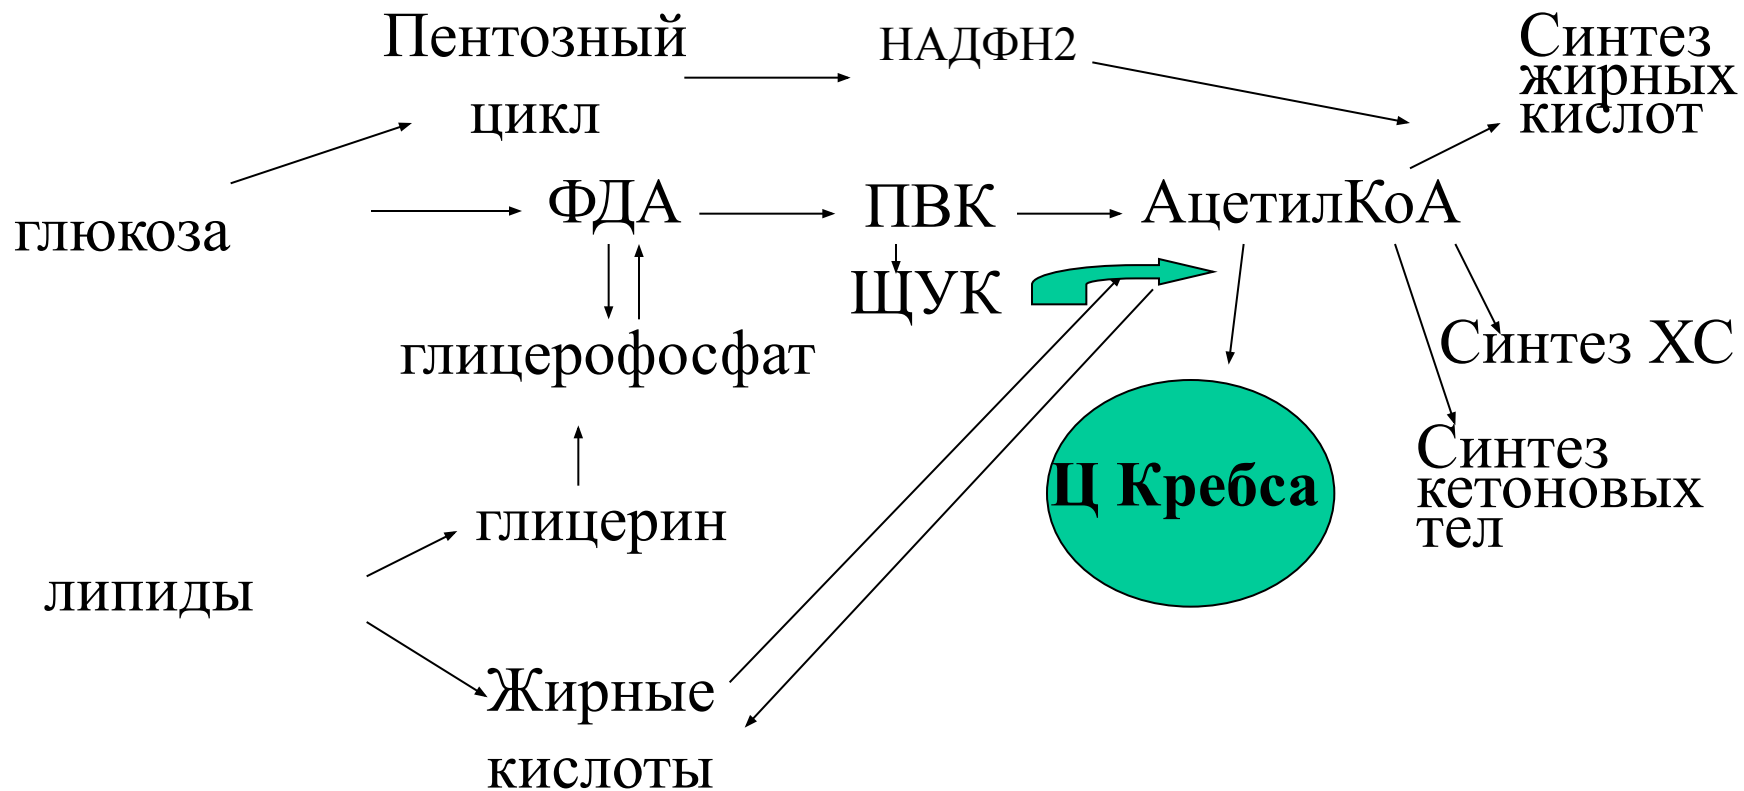 Пентозный
цикл
НАДФН2
Синтез
жирных
кислот
глюкоза
ФДА
ПВК
АцетилКоА
ЩУК
глицерофосфат
Синтез ХС
Ц Кребса
Синтез
кетоновых
тел
глицерин
липиды
Жирные
кислоты